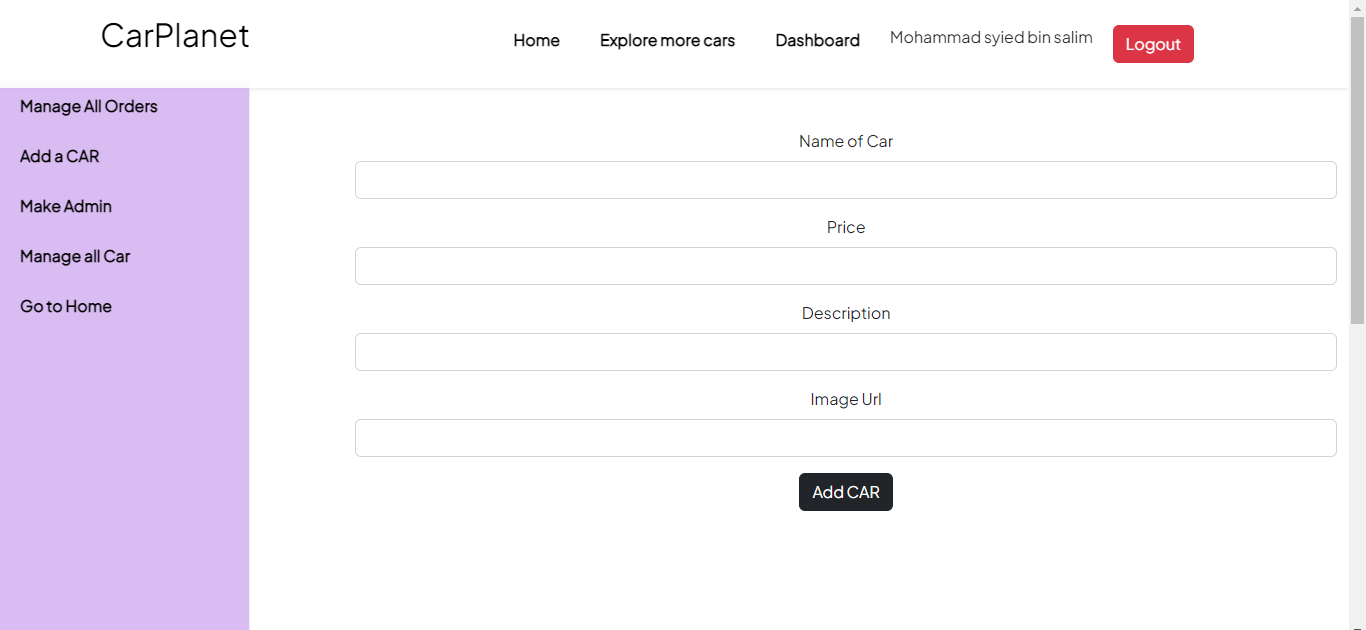 CarPlanet
Home
Explore more cars
Dashboard
Mohammad syied bin salim
Logout
Manage All Orders
Add a CAR
Make Admin
Manage all Car
Go to Home
Name of Car
Price
Description
Image Url
Add CAR